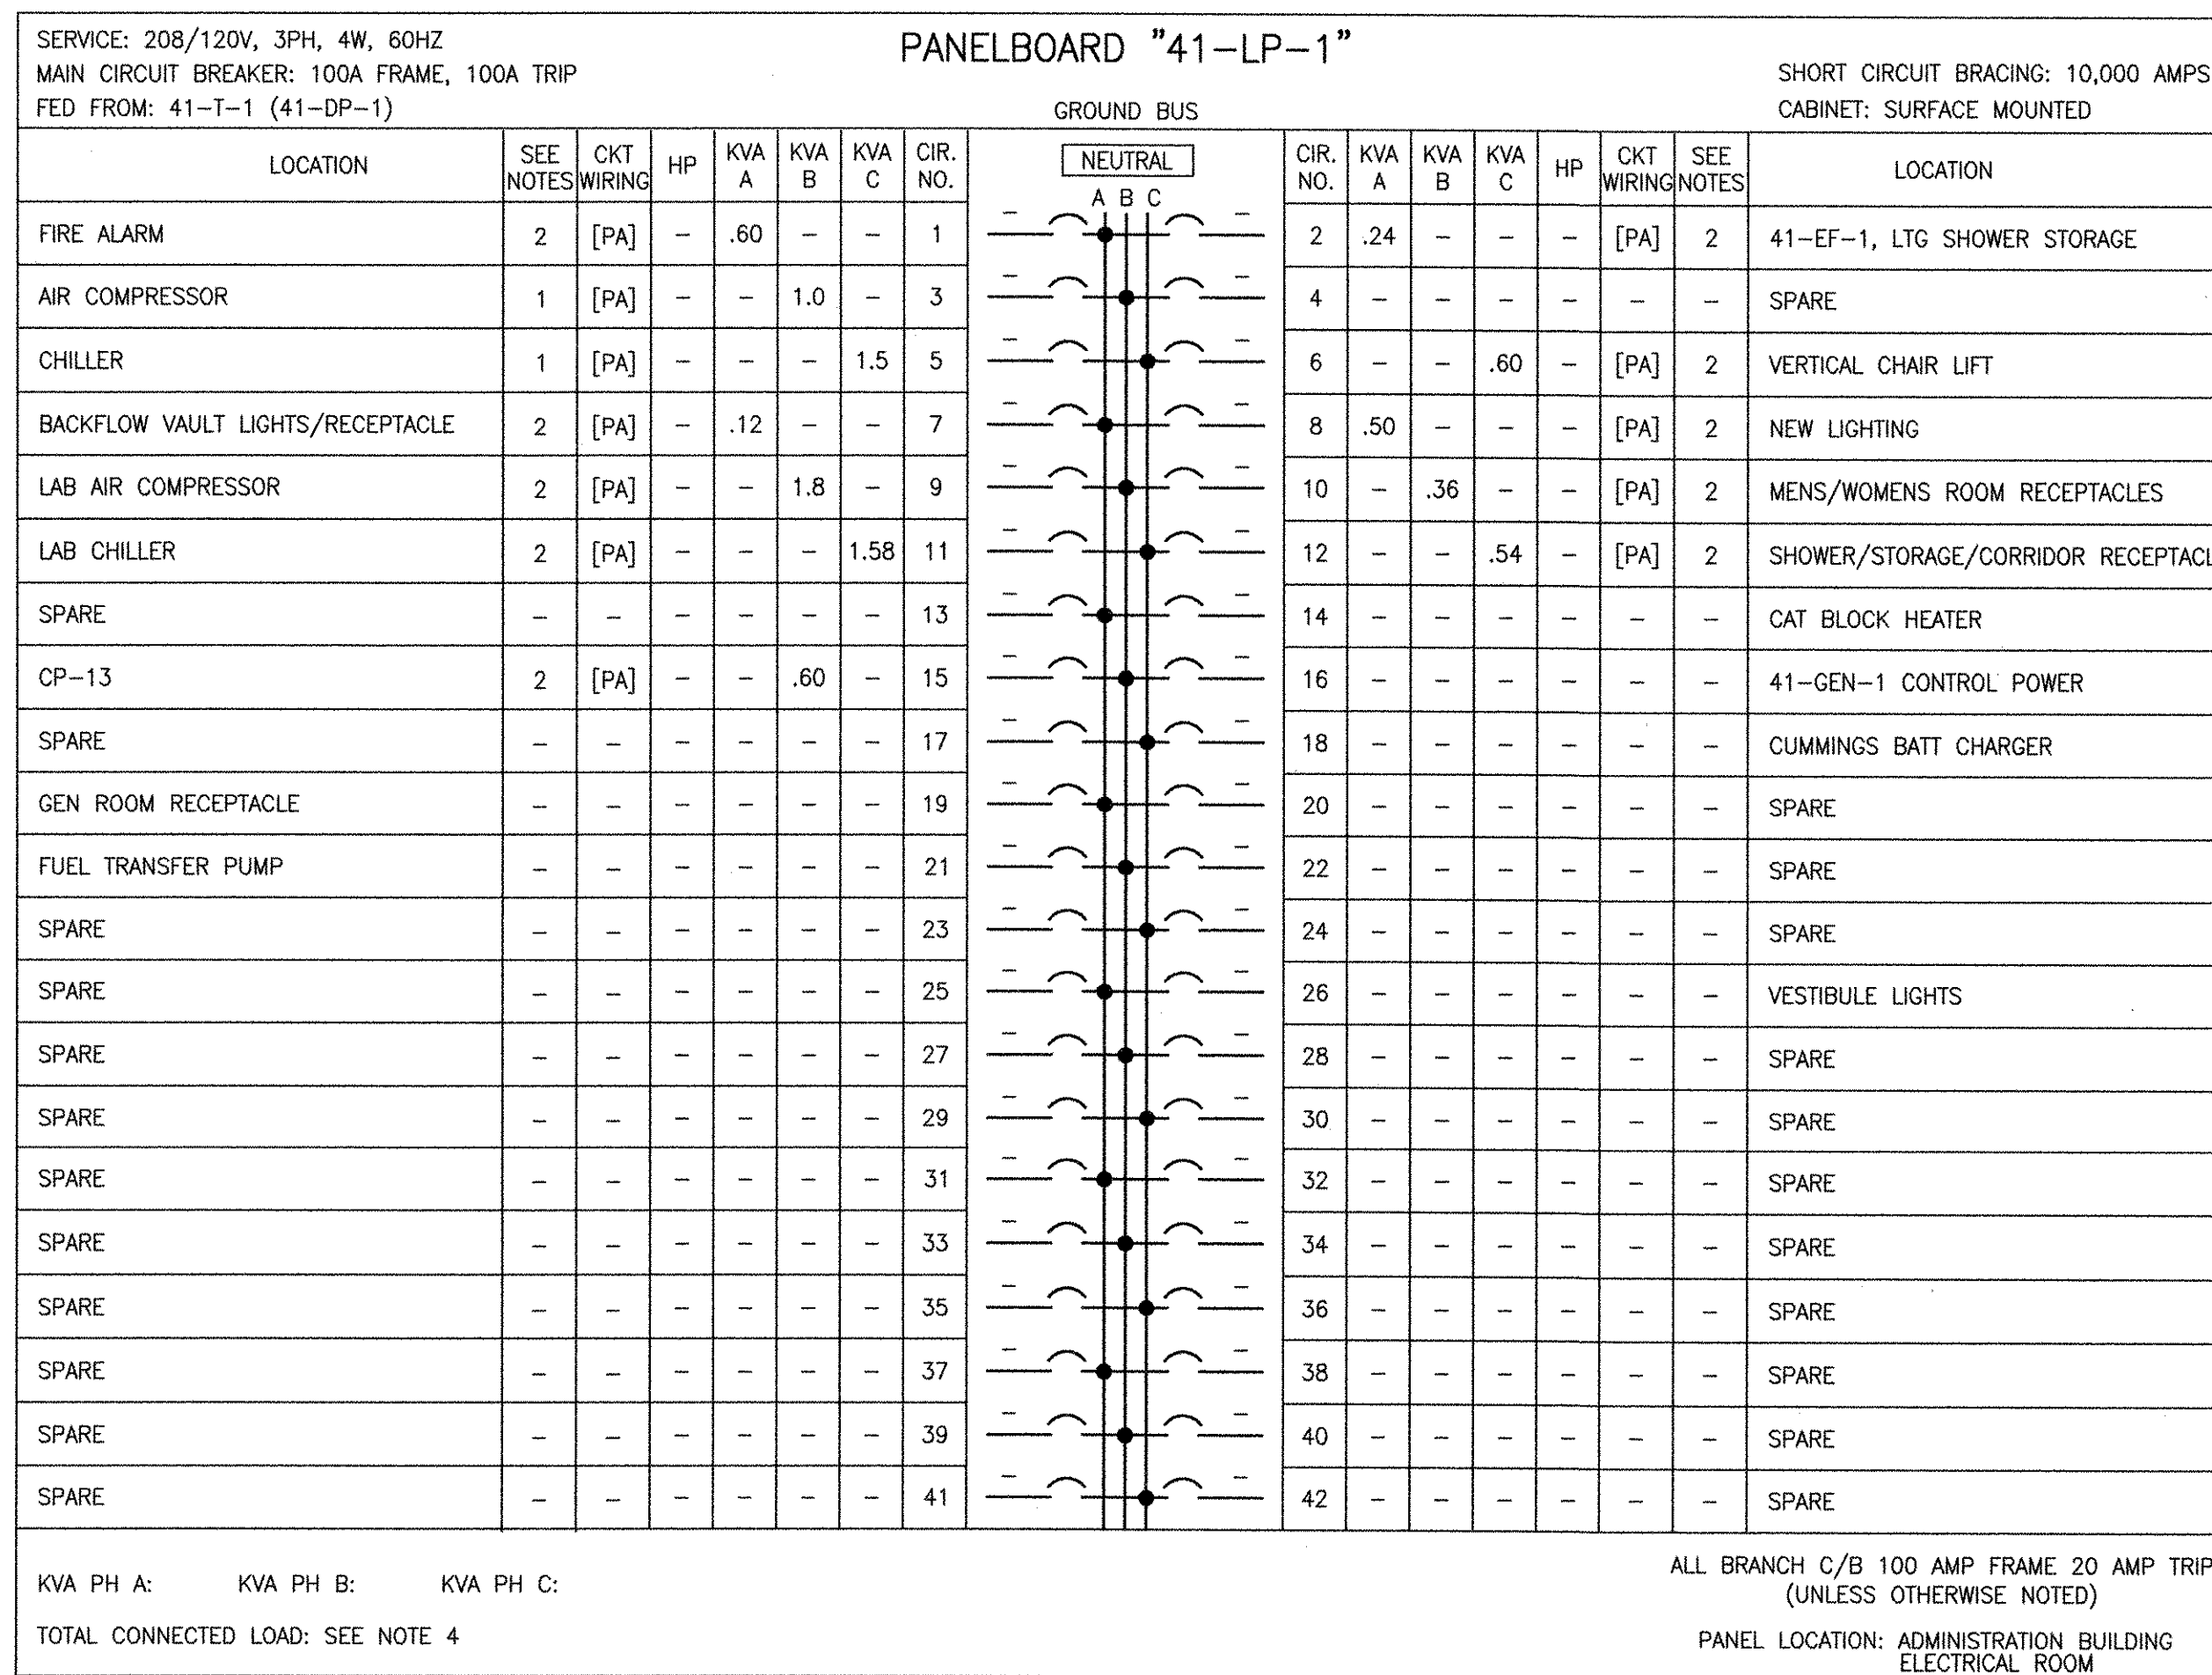 SERVICE: 208/120V, 3PH, 4W, 60HZ
MAIN CIRCUIT BREAKER: 100A FRAME, 100A TRIP
FED FROM: 41-T-1 (41-DP-1)
PANELBOARD "41-LP-1"
GROUND BUS
SHORT CIRCUIT BRACING: 10,000 AMPS
CABINET: SURFACE MOUNTED
LOCATION SEE NOTES CKT WIRING HP KVA A KVA B KVA C CIR. NO. NEUTRAL CIR. NO. KVA A KVA B KVA C HP CKT WIRING SEE NOTES LOCATION
A B C
FIRE ALARM 2 [PA] - .60 - - 1 - - 2 .24 - - - [PA] 2 41-EF-1, LTG SHOWER STORAGE
AIR COMPRESSOR 1 [PA] - - 1.0 - 3 - - 4 - - - - - - SPARE
CHILLER 1 [PA] - - - 1.5 5 - - 6 - - .60 - [PA] 2 VERTICAL CHAIR LIFT
BACKFLOW VAULT LIGHTS/RECEPTACLE 2 [PA] - .12 - - 7 - - 8 .50 - - - [PA] 2 NEW LIGHTING
LAB AIR COMPRESSOR 2 [PA] - - 1.8 - 9 - - 10 - .36 - - [PA] 2 MENS/WOMENS ROOM RECEPTACLES
LAB CHILLER 2 [PA] - - - 1.58 11 - - 12 - - .54 - [PA] 2 SHOWER/STORAGE/CORRIDOR RECEPTACL
SPARE - - - - - - 13 - - 14 - - - - - - CAT BLOCK HEATER
CP-13 2 [PA] - - .60 - 15 - - 16 - - - - - - 41-GEN-1 CONTROL POWER
SPARE - - - - - - 17 - - 18 - - - - - - CUMMINGS BATT CHARGER
GEN ROOM RECEPTACLE - - - - - - 19 - - 20 - - - - - - SPARE
FUEL TRANSFER PUMP - - - - - - 21 - - 22 - - - - - - SPARE
SPARE - - - - - - 23 - - 24 - - - - - - SPARE
SPARE - - - - - - 25 - - 26 - - - - - - VESTIBULE LIGHTS
SPARE - - - - - - 27 - - 28 - - - - - - SPARE
SPARE - - - - - - 29 - - 30 - - - - - - SPARE
SPARE - - - - - - 31 - - 32 - - - - - - SPARE
SPARE - - - - - - 33 - - 34 - - - - - - SPARE
SPARE - - - - - - 35 - - 36 - - - - - - SPARE
SPARE - - - - - - 37 - - 38 - - - - - - SPARE
SPARE - - - - - - 39 - - 40 - - - - - - SPARE
SPARE - - - - - - 41 - - 42 - - - - - - SPARE
KVA PH A: KVA PH B: KVA PH C:
TOTAL CONNECTED LOAD: SEE NOTE 4
ALL BRANCH C/B 100 AMP FRAME 20 AMP TRIP
(UNLESS OTHERWISE NOTED)
PANEL LOCATION: ADMINISTRATION BUILDING
ELECTRICAL ROOM